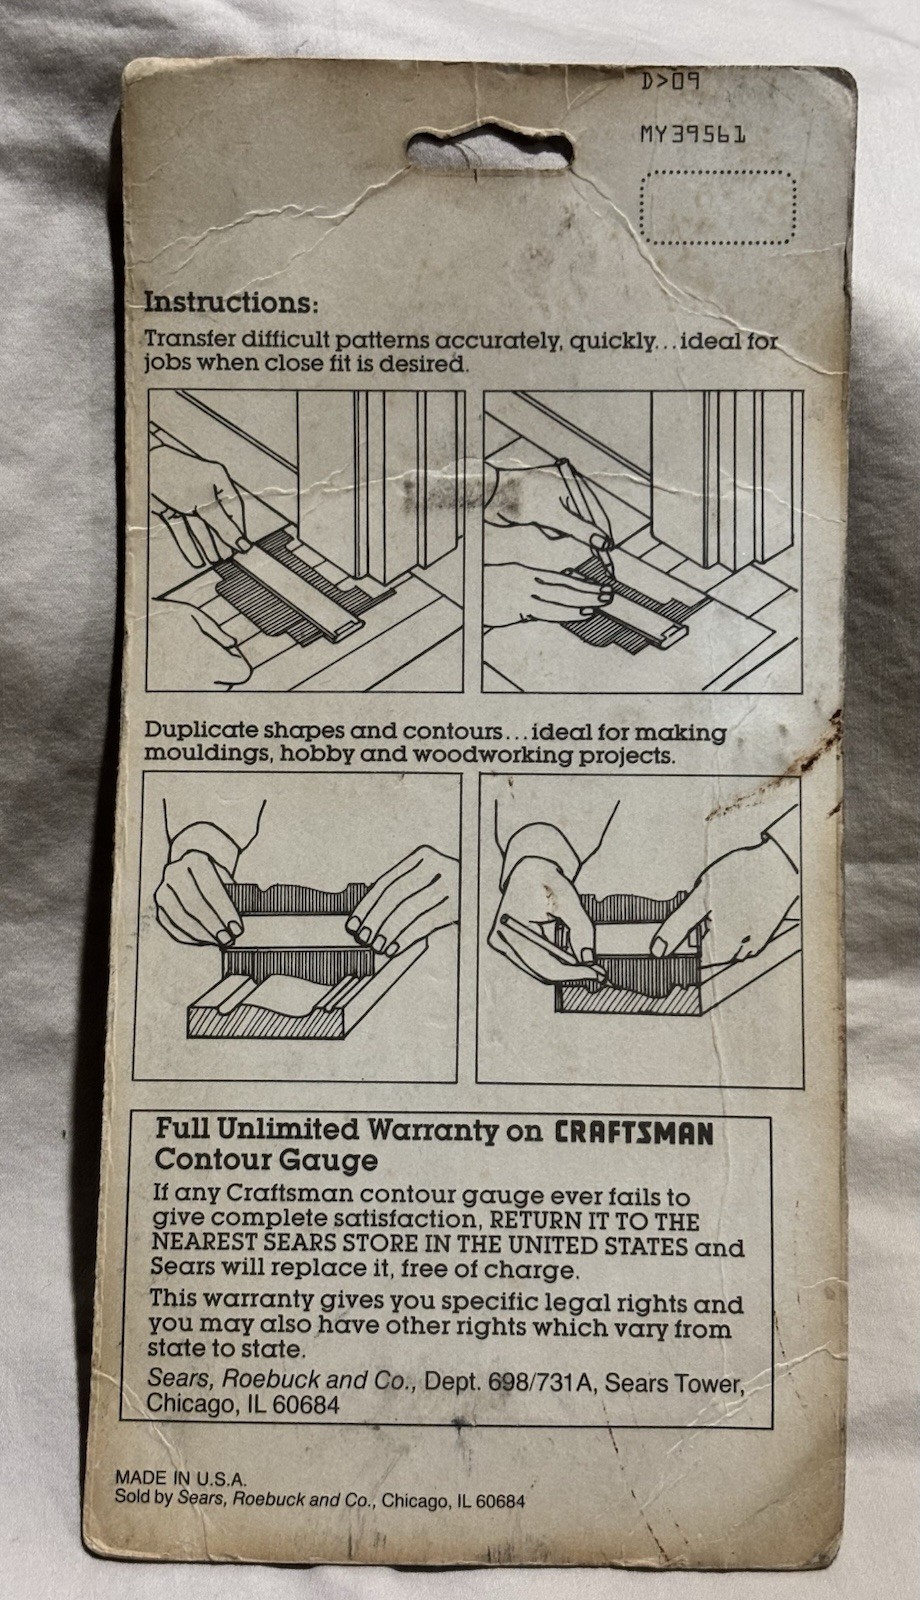 D>09
MY39561
Instructions:
Transfer difficult patterns accurately, quickly...ideal for
jobs when close fit is desired.
Duplicate shapes and contours...ideal for making
mouldings, hobby and woodworking projects.
Full Unlimited Warranty on CRAFTSMAN
Contour Gauge
If any Craftsman contour gauge ever fails to
give complete satisfaction, RETURN IT TO THE
NEAREST SEARS STORE IN THE UNITED STATES and
Sears will replace it, free of charge.
This warranty gives you specific legal rights and
you may also have other rights which vary from
state to state.
Sears, Roebuck and Co., Dept. 698/731A, Sears Tower,
Chicago, IL 60684
MADE IN U.S.A.
Sold by Sears, Roebuck and Co., Chicago, IL 60684